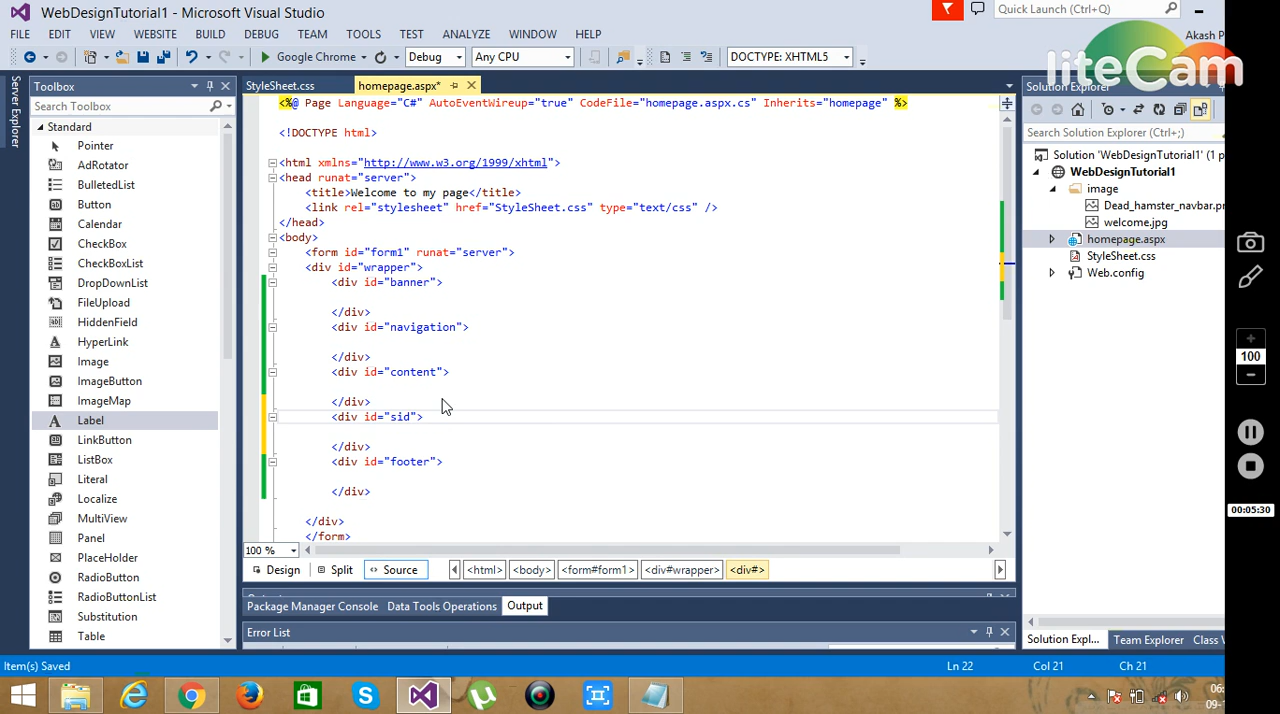 WebDesignTutorial1 - Microsoft Visual Studio
Quick Launch (Ctrl+Q)
FILE EDIT VIEW WEBSITE BUILD DEBUG TEAM TOOLS TEST ANALYZE WINDOW HELP
Akash P
liteCam
Google Chrome Debug Any CPU DOCTYPE: XHTML5
Server Explorer
Toolbox
Search Toolbox
Standard
Pointer
AdRotator
BulletedList
Button
Calendar
CheckBox
CheckBoxList
DropDownList
FileUpload
HiddenField
HyperLink
Image
ImageButton
ImageMap
Label
LinkButton
ListBox
Literal
Localize
MultiView
Panel
PlaceHolder
RadioButton
RadioButtonList
Substitution
Table
StyleSheet.css homepage.aspx*
<%@ Page Language="C#" AutoEventWireup="true" CodeFile="homepage.aspx.cs" Inherits="homepage" %>
<!DOCTYPE html>
<html xmlns="http://www.w3.org/1999/xhtml">
<head runat="server">
<title>Welcome to my page</title>
<link rel="stylesheet" href="StyleSheet.css" type="text/css" />
</head>
<body>
<form id="form1" runat="server">
<div id="wrapper">
<div id="banner">
</div>
<div id="navigation">
</div>
<div id="content">
</div>
<div id="sid">
</div>
<div id="footer">
</div>
</div>
</form>
100 %
Design Split Source <html> <body> <form#form1> <div#wrapper> <div#>
Package Manager Console Data Tools Operations Output
Error List
Solution Explorer
Search Solution Explorer (Ctrl+;)
Solution 'WebDesignTutorial1' (1 p
WebDesignTutorial1
image
Dead_hamster_navbar.pr
welcome.jpg
homepage.aspx
StyleSheet.css
Web.config
Solution Expl... Team Explorer Class V
100
00:05:30
Item(s) Saved Ln 22 Col 21 Ch 21
06:
09-1